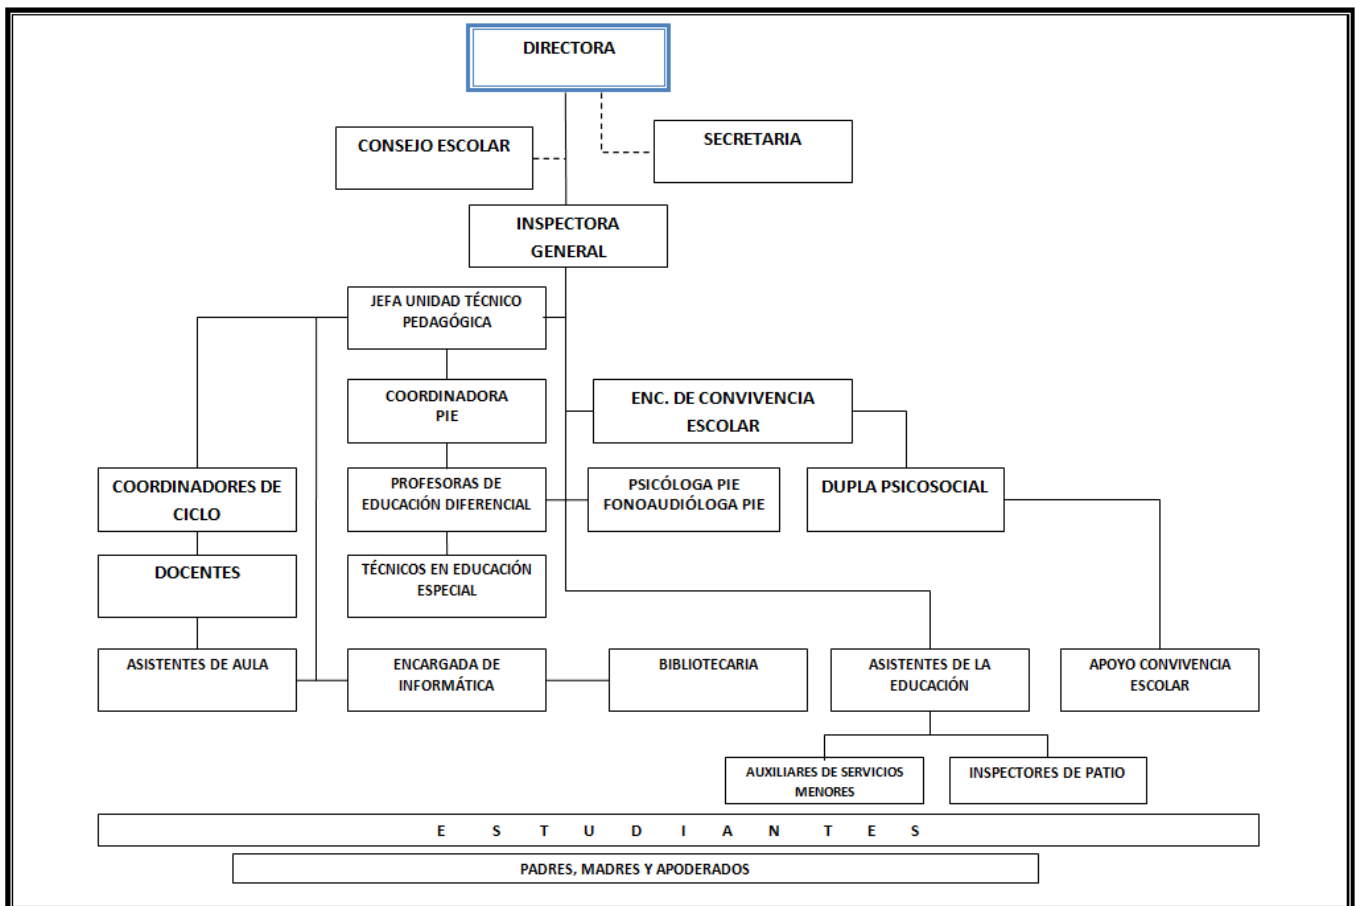 DIRECTORA
CONSEJO ESCOLAR
SECRETARIA
INSPECTORA
GENERAL
JEFA UNIDAD TÉCNICO
PEDAGÓGICA
COORDINADORA
PIE
ENC. DE CONVIVENCIA
ESCOLAR
COORDINADORES DE
CICLO
PROFESORAS DE
EDUCACIÓN DIFERENCIAL
PSICÓLOGA PIE
FONOAUDIÓLOGA PIE
DUPLA PSICOSOCIAL
DOCENTES
TÉCNICOS EN EDUCACIÓN
ESPECIAL
ASISTENTES DE AULA
ENCARGADA DE
INFORMÁTICA
BIBLIOTECARIA
ASISTENTES DE LA
EDUCACIÓN
APOYO CONVIVENCIA
ESCOLAR
AUXILIARES DE SERVICIOS
MENORES
INSPECTORES DE PATIO
E S T U D I A N T E S
PADRES, MADRES Y APODERADOS